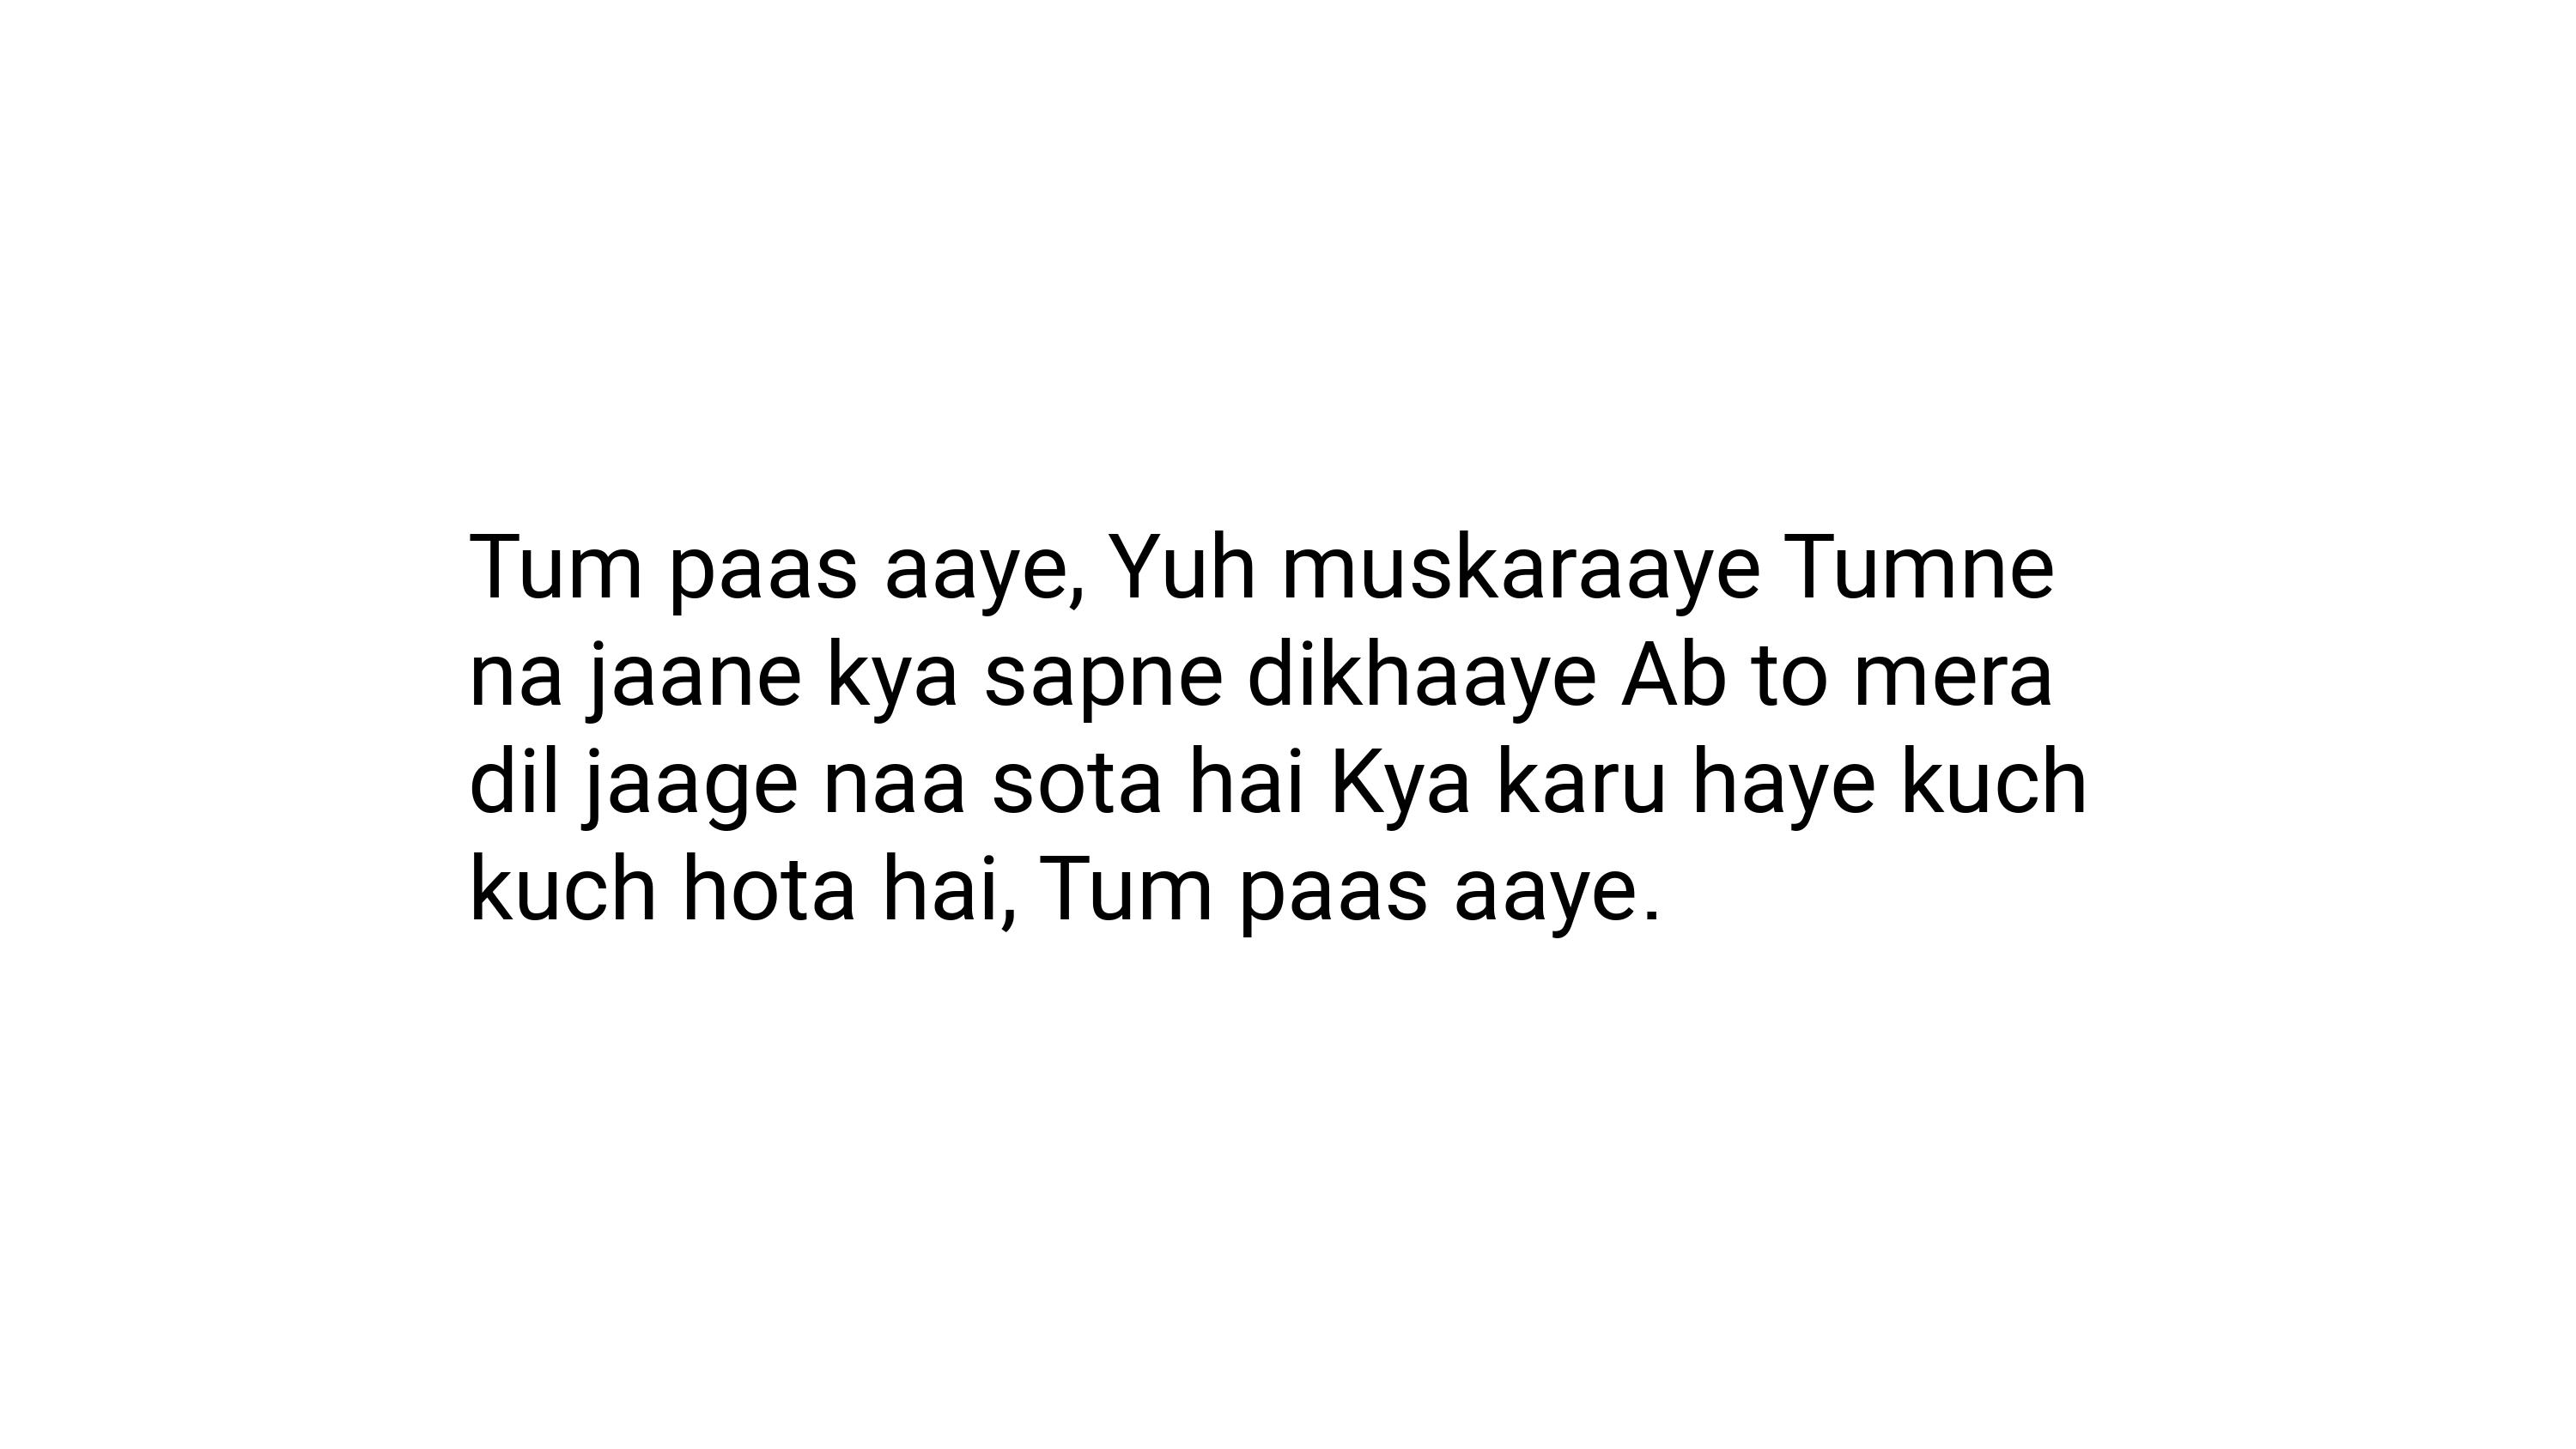 Tum paas aaye, Yuh muskaraaye Tumne
na jaane kya sapne dikhaaye Ab to mera
dil jaage naa sota hai Kya karu haye kuch
kuch hota hai, Tum paas aaye.